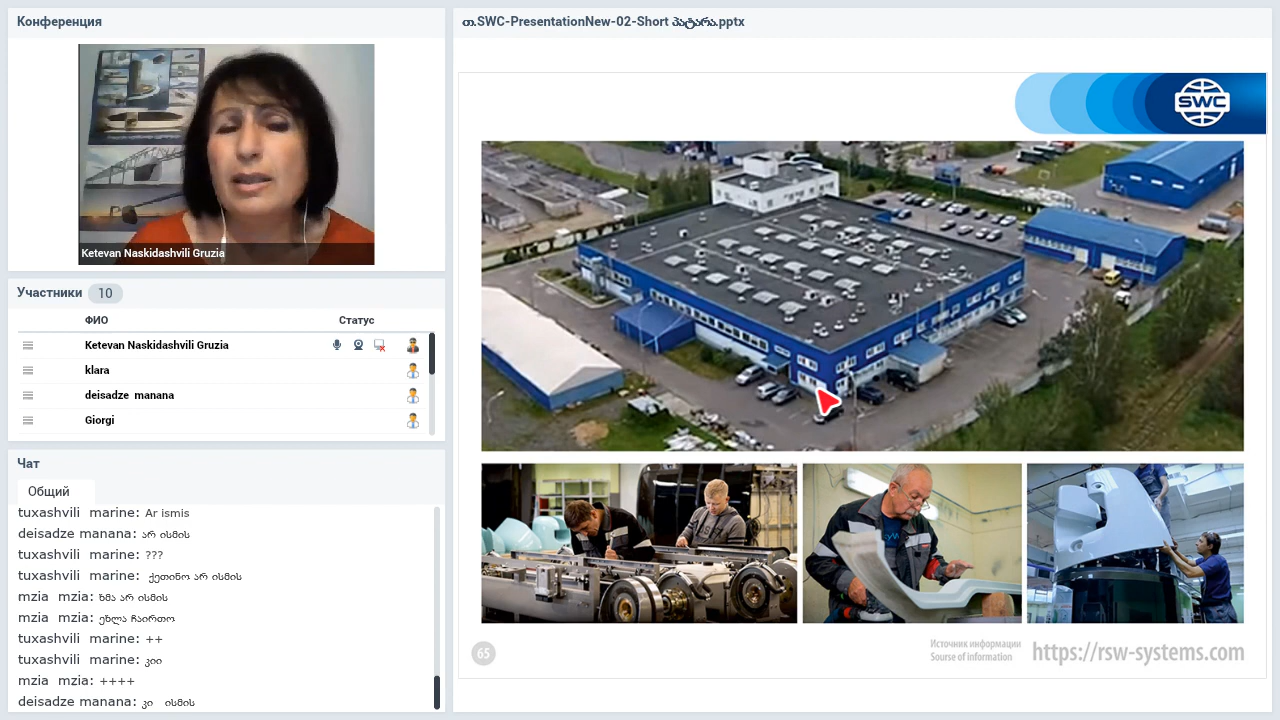 Конференция
Ketevan Naskidashvili Gruzia
Участники 10
ФИО Статус
Ketevan Naskidashvili Gruzia
klara
deisadze manana
Giorgi
Чат
Общий
tuxashvili marine: Ar ismis
deisadze manana: არ ისმის
tuxashvili marine: ???
tuxashvili marine: ქეთინო არ ისმის
mzia mzia: ხმა არ ისმის
mzia mzia: ეხლა ჩაირთო
tuxashvili marine: ++
tuxashvili marine: კიი
mzia mzia: ++++
deisadze manana: კი ისმის
თ.SWC-PresentationNew-02-Short პატარა.pptx
SWC
65
Источник информации
Sourse of information
https://rsw-systems.com